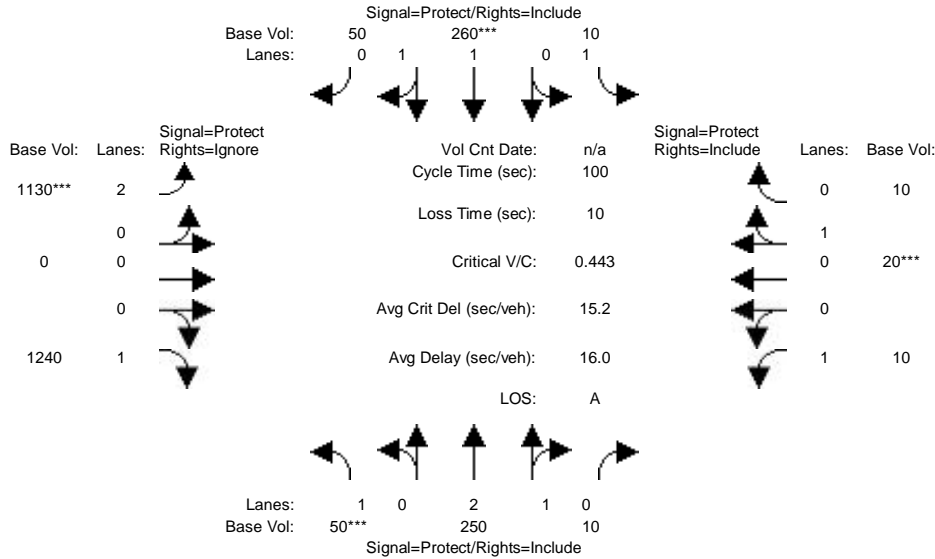 Signal=Protect/Rights=Include
Base Vol: 50 260*** 10
Lanes: 0 1 1 0 1
Signal=Protect
Base Vol: Lanes: Rights=Ignore
Vol Cnt Date: n/a
Signal=Protect
Rights=Include Lanes: Base Vol:
Cycle Time (sec): 100
1130*** 2
0 10
Loss Time (sec): 10
0
1
0 0
Critical V/C: 0.443
0 20***
0
Avg Crit Del (sec/veh): 15.2
0
1240 1
Avg Delay (sec/veh): 16.0
1 10
LOS: A
Lanes: 1 0 2 1 0
Base Vol: 50*** 250 10
Signal=Protect/Rights=Include